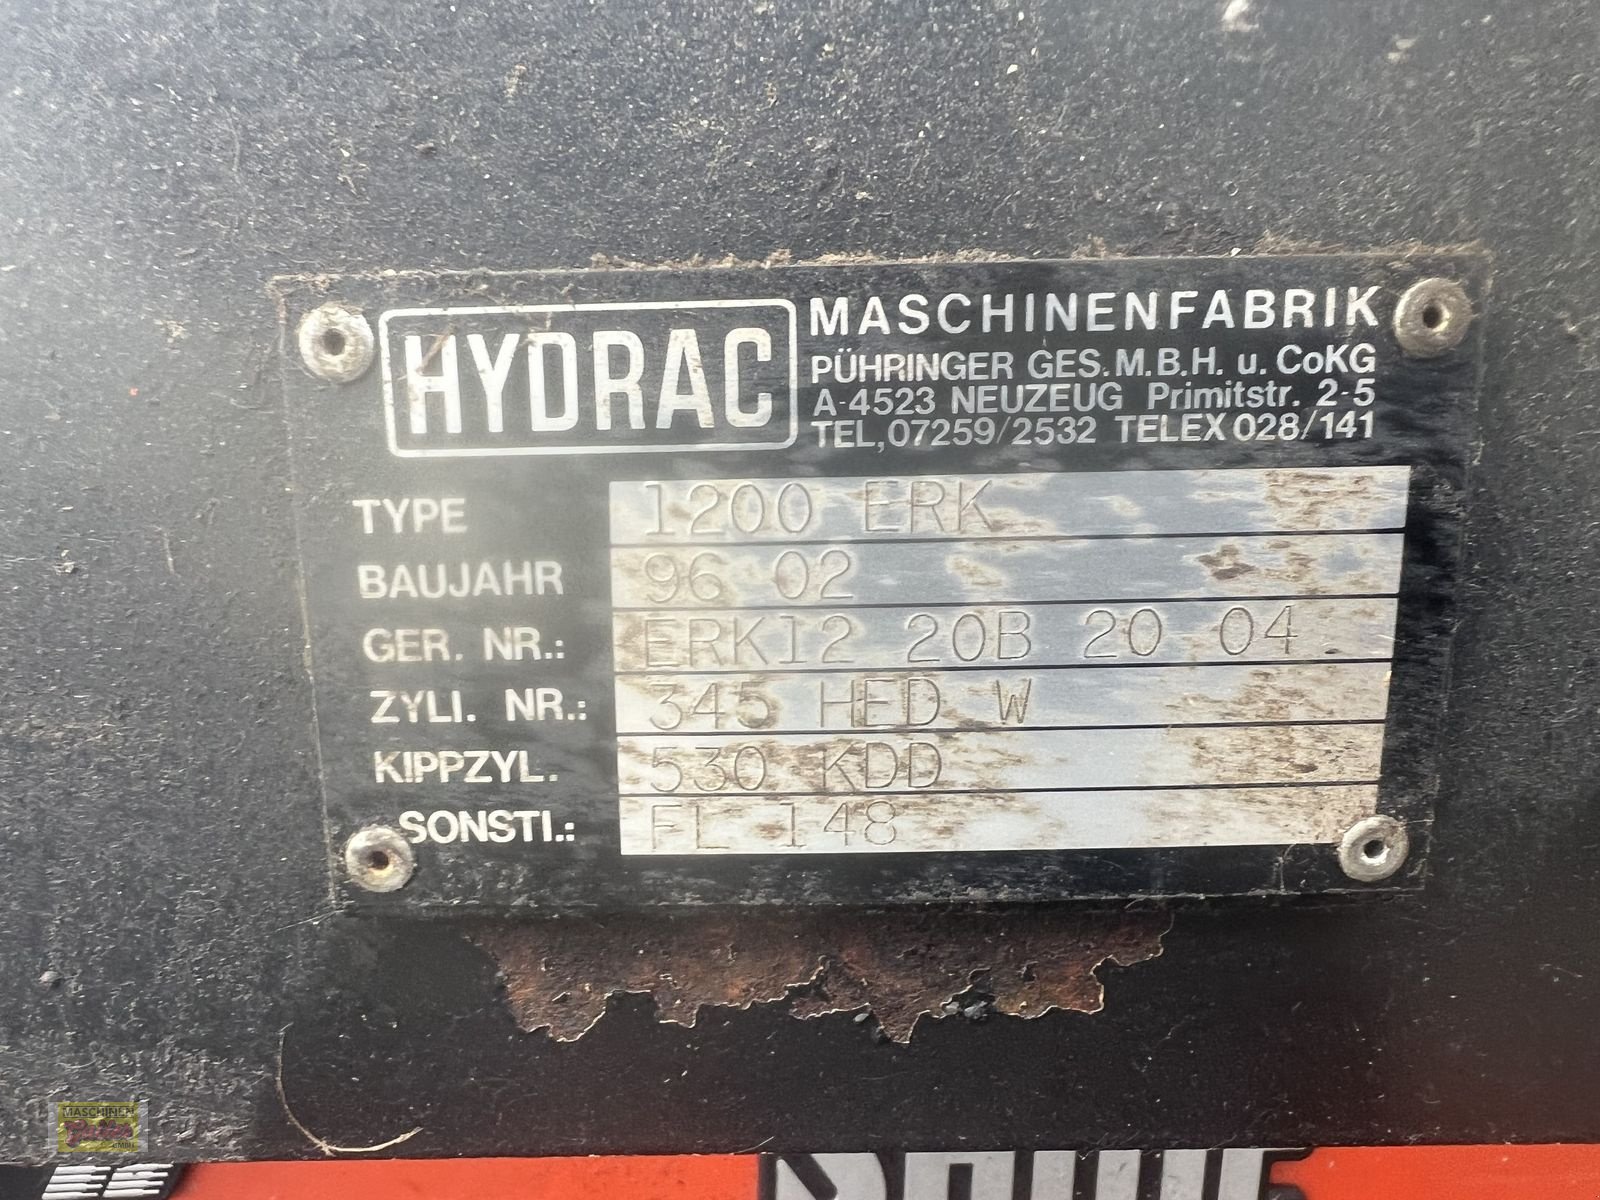 HYDRAC
MASCHINENFABRIK
PÜHRINGER GES.M.B.H. u. CoKG
A-4523 NEUZEUG Primitstr. 2-5
TEL,07259/2532 TELEX 028/141
TYPE 1200 ERK
BAUJAHR 96 02
GER. NR.: ERK12 20B 20 04
ZYLI. NR.: 345 HED W
KIPPZYL. 530 KDD
SONSTI.: FL 148
MASCHINEN
GMBH